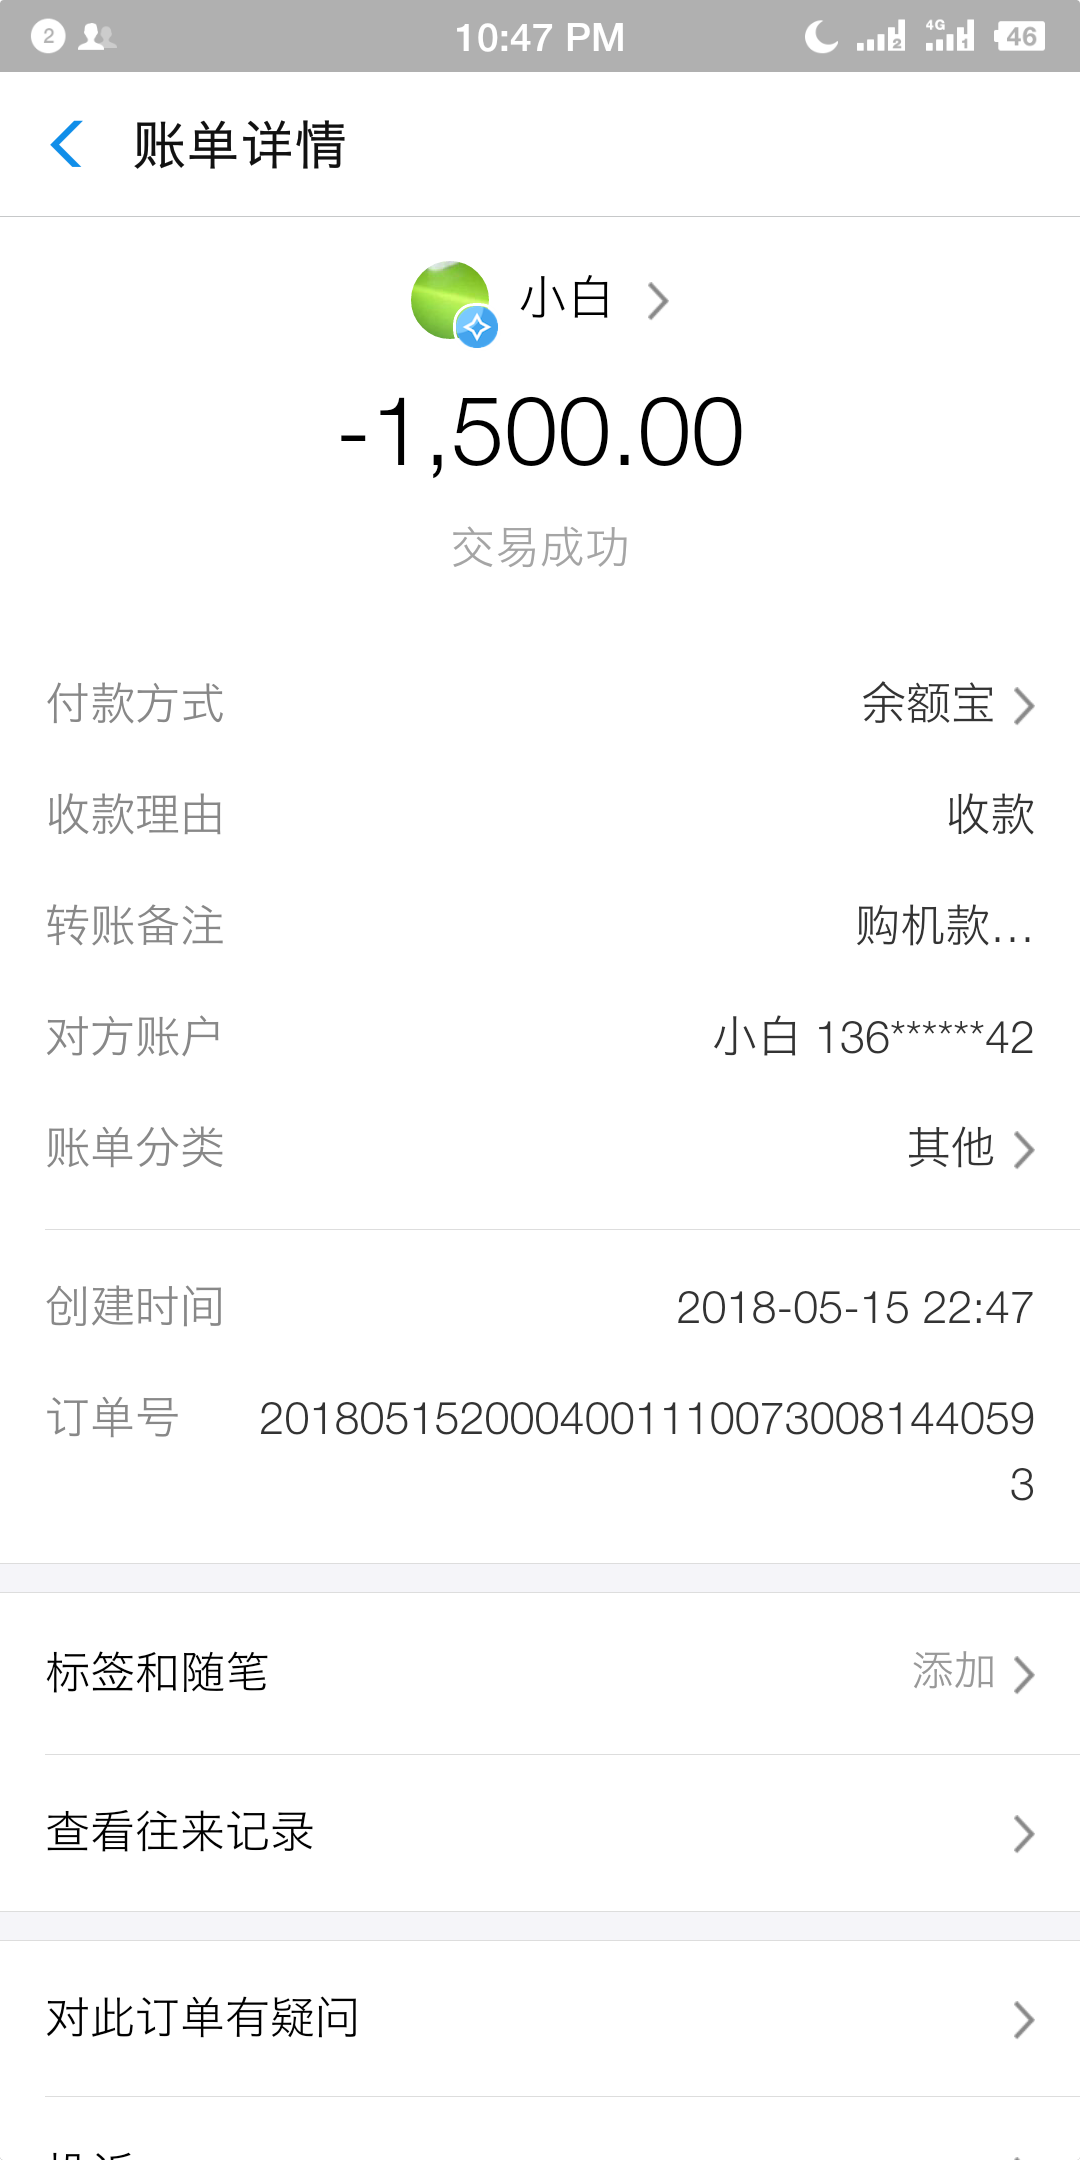 2 10:47 PM 2 4G 1 46
账单详情
小白
-1,500.00
交易成功
付款方式 余额宝
收款理由 收款
转账备注 购机款...
对方账户 小白 136******42
账单分类 其他
创建时间 2018-05-15 22:47
订单号 2018051520004001110073008144059
3
标签和随笔 添加
查看往来记录
对此订单有疑问